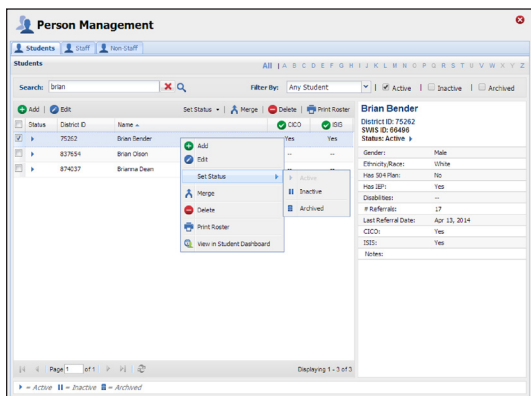 Person Management
Students Staff Non-Staff
Students All | A B C D E F G H I J K L M N O P Q R S T U V W X Y Z
Search: brian Filter By: Any Student Active | Inactive | Archived
Add | Edit Set Status | Merge | Delete | Print Roster
Status District ID Name CICO ISIS
75262 Brian Bender Yes Yes
837654 Brian Olson -- --
874037 Brianna Dean -- --
Add
Edit
Set Status
Merge
Delete
Print Roster
View in Student Dashboard
Active
Inactive
Archived
Brian Bender
District ID: 75262
SWIS ID: 66496
Status: Active
Gender: Male
Ethnicity/Race: White
Has 504 Plan: No
Has IEP: Yes
Disabilities: --
# Referrals: 17
Last Referral Date: Apr 13, 2014
CICO: Yes
ISIS: Yes
Notes:
Page 1 of 1 Displaying 1 - 3 of 3
= Active = Inactive = Archived